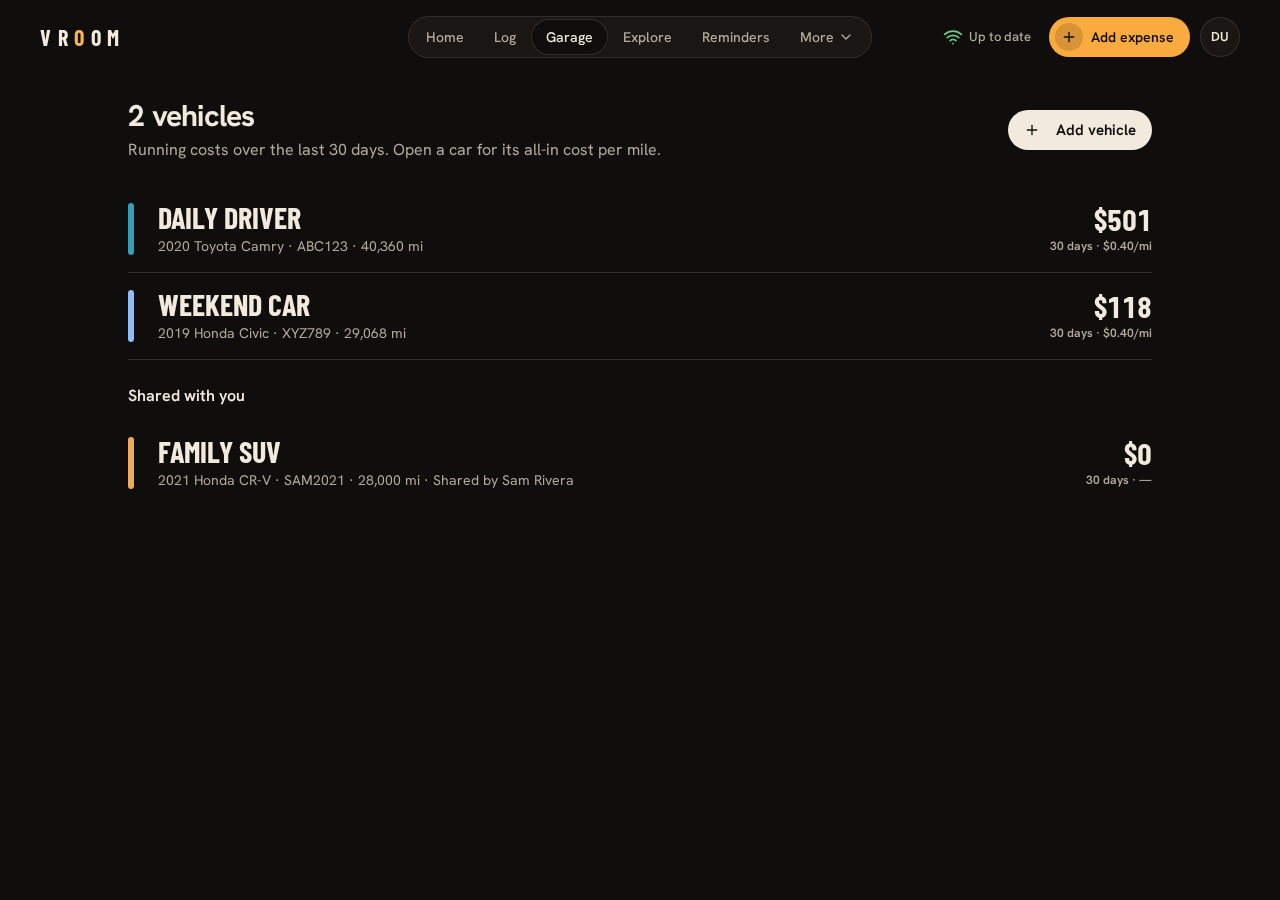 VROOM
Home Log Garage Explore Reminders More
Up to date
Add expense
DU
2 vehicles
Running costs over the last 30 days. Open a car for its all-in cost per mile.
Add vehicle
DAILY DRIVER
2020 Toyota Camry · ABC123 · 40,360 mi
$501
30 days · $0.40/mi
WEEKEND CAR
2019 Honda Civic · XYZ789 · 29,068 mi
$118
30 days · $0.40/mi
Shared with you
FAMILY SUV
2021 Honda CR-V · SAM2021 · 28,000 mi · Shared by Sam Rivera
$0
30 days · —